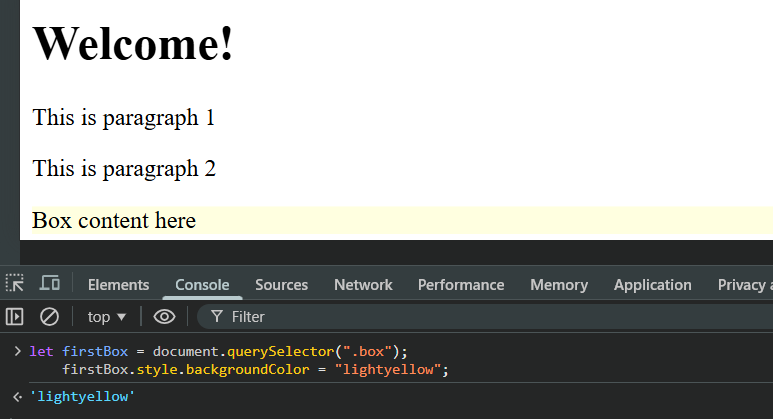 Welcome!
This is paragraph 1
This is paragraph 2
Box content here
Elements Console Sources Network Performance Memory Application Privacy a
top Filter
let firstBox = document.querySelector(".box");
firstBox.style.backgroundColor = "lightyellow";
'lightyellow'